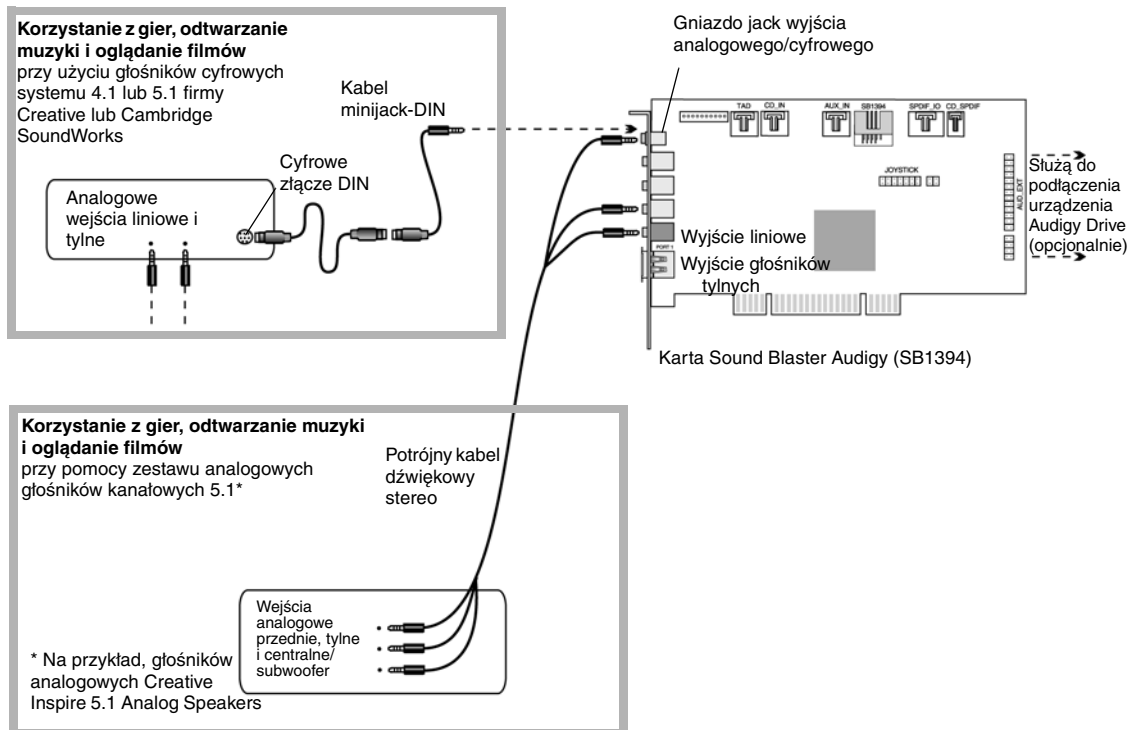 Korzystanie z gier, odtwarzanie
muzyki i oglądanie filmów
przy użyciu głośników cyfrowych
systemu 4.1 lub 5.1 firmy
Creative lub Cambridge
SoundWorks
Kabel
minijack-DIN
Cyfrowe
złącze DIN
Analogowe
wejścia liniowe i
tylne
Gniazdo jack wyjścia
analogowego/cyfrowego
TAD
CD_IN
AUX_IN
SB1394
SPDIF_IO
CD_SPDIF
JOYSTICK
AUD_EXT
Służą do
podłączenia
urządzenia
Audigy Drive
(opcjonalnie)
Wyjście liniowe
PORT 1
Wyjście głośników
tylnych
Karta Sound Blaster Audigy (SB1394)
Korzystanie z gier, odtwarzanie muzyki
i oglądanie filmów
przy pomocy zestawu analogowych
głośników kanałowych 5.1*
Potrójny kabel
dźwiękowy
stereo
Wejścia
analogowe
przednie, tylne
i centralne/
subwoofer
* Na przykład, głośników
analogowych Creative
Inspire 5.1 Analog Speakers